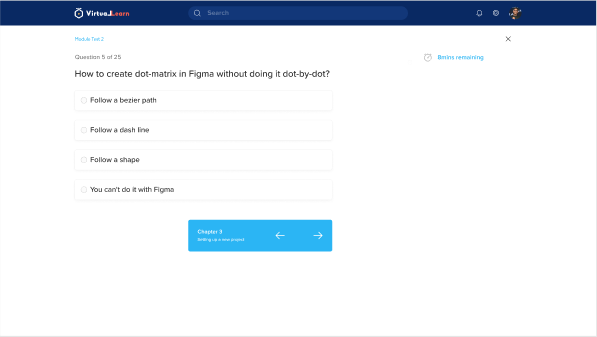 VirtuaJLearn
Search
Module Test 2
Question 5 of 25
8mins remaining
How to create dot-matrix in Figma without doing it dot-by-dot?
Follow a bezier path
Follow a dash line
Follow a shape
You can't do it with Figma
Chapter 3
Setting up a new project